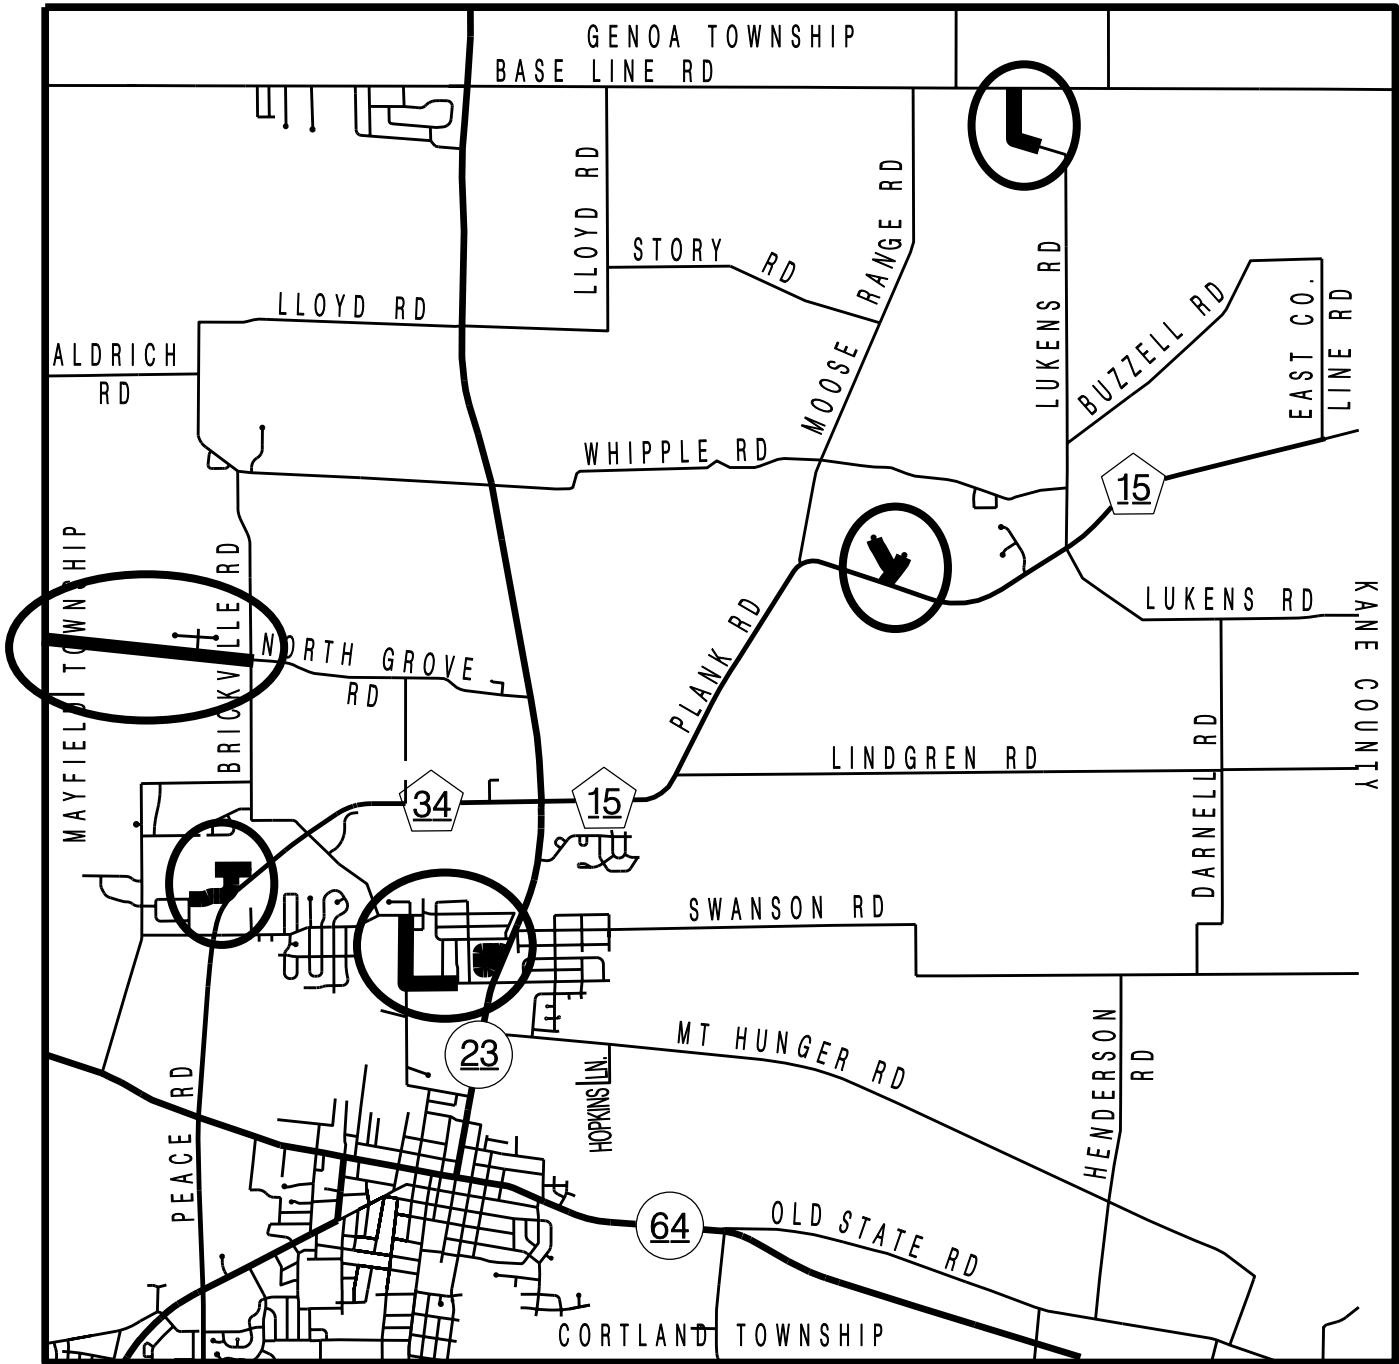 GENOA TOWNSHIP
BASE LINE RD
LLOYD RD
STORY RD
MOOSE RANGE RD
LUKENS RD
BUZZELL RD
EAST CO.
LINE RD
LLOYD RD
ALDRICH
RD
WHIPPLE RD
15
MAYFIELD TOWNSHIP
BRICKVILLE RD
NORTH GROVE
RD
PLANK RD
LUKENS RD
KANE COUNTY
LINDGREN RD
DARNELL RD
34
15
SWANSON RD
23
MT HUNGER RD
HOPKINS LN.
HENDERSON
RD
PEACE RD
64
OLD STATE RD
CORTLAND TOWNSHIP